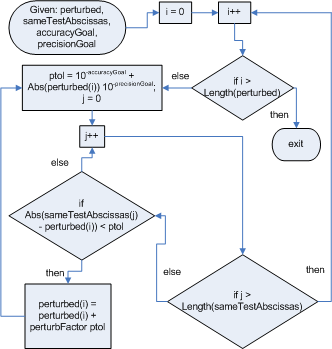 Given: perturbed,
sameTestAbscissas,
accuracyGoal,
precisionGoal
i = 0
i++
if i >
Length(perturbed)
else
then
exit
ptol = 10^-accuracyGoal +
Abs(perturbed(i)) 10^-precisionGoal;
j = 0
j++
else
if
Abs(sameTestAbscissas(j)
- perturbed(i)) < ptol
then
perturbed(i) =
perturbed(i) +
perturbFactor ptol
if j >
Length(sameTestAbscissas)
else
then